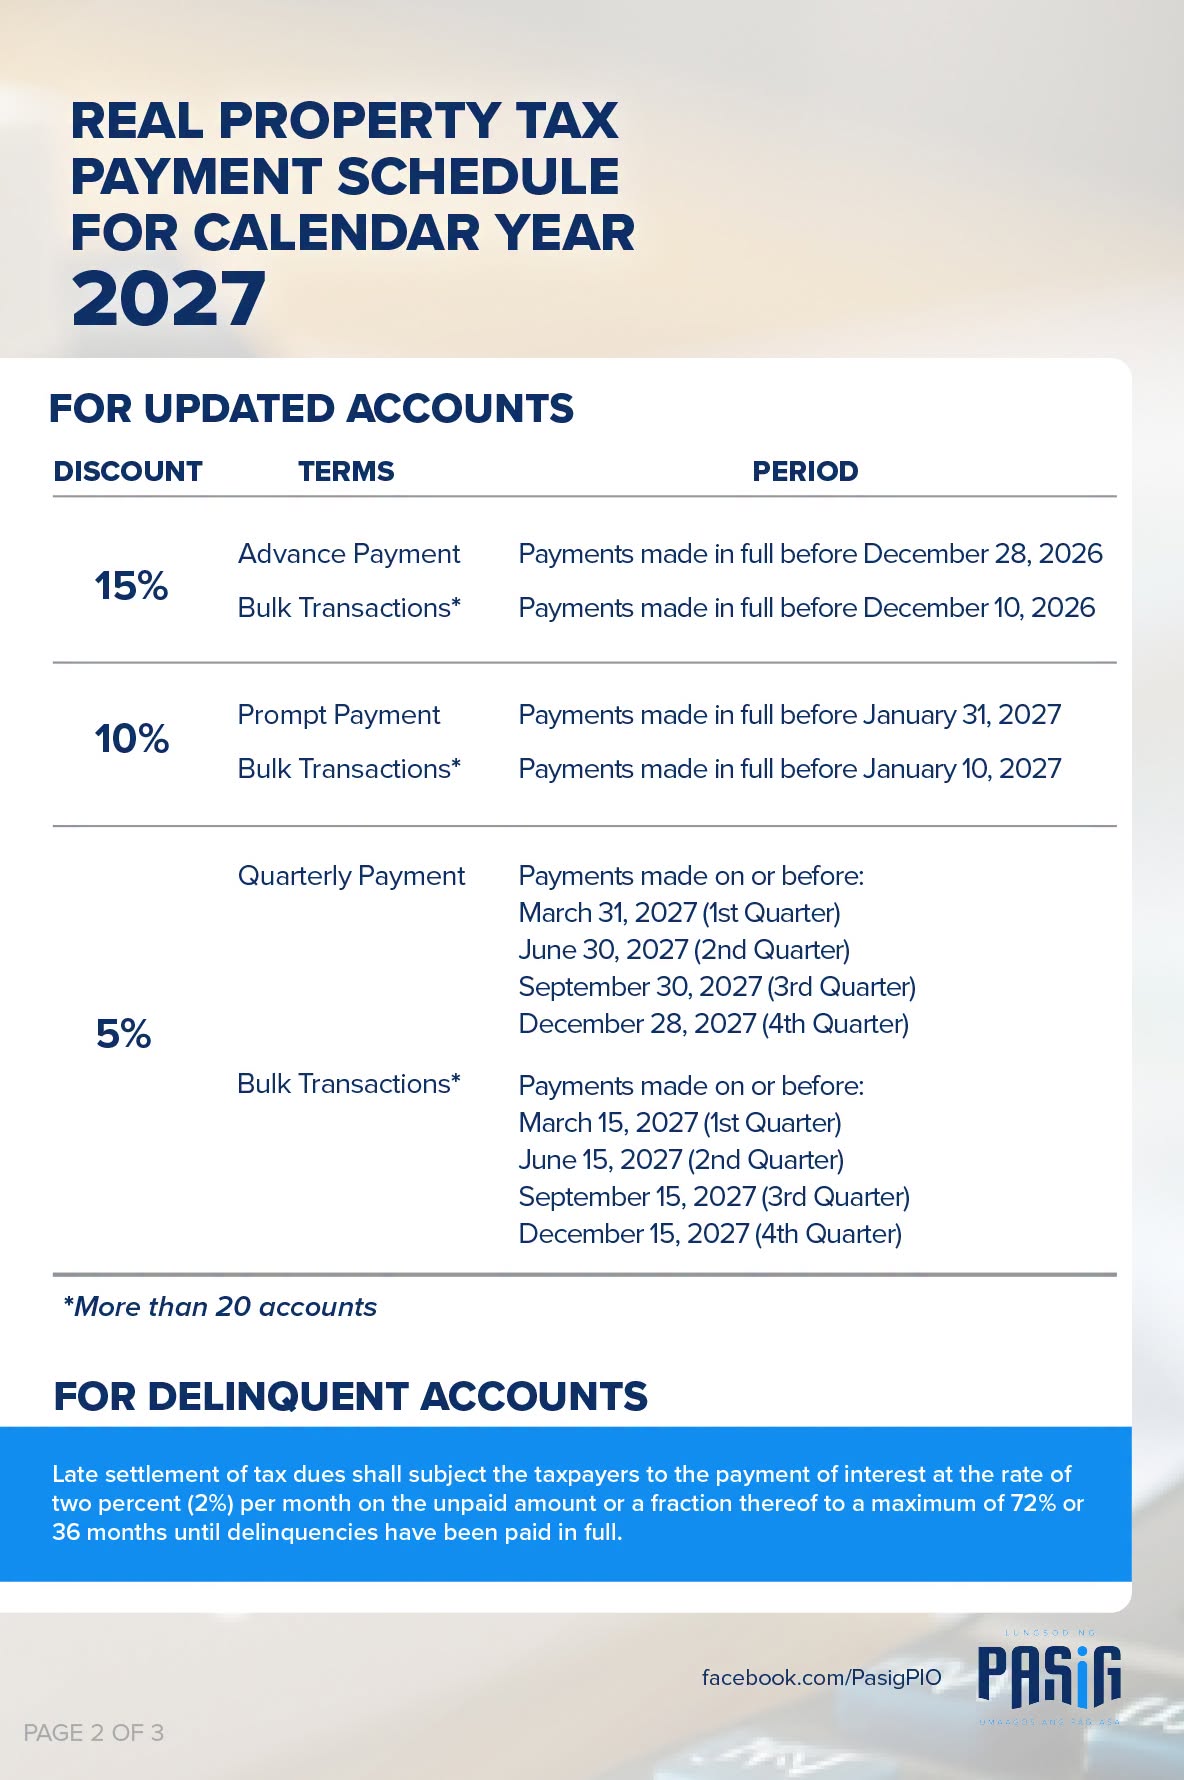 REAL PROPERTY TAX
PAYMENT SCHEDULE
FOR CALENDAR YEAR
2027
FOR UPDATED ACCOUNTS
DISCOUNT TERMS PERIOD
15%
Advance Payment Payments made in full before December 28, 2026
Bulk Transactions* Payments made in full before December 10, 2026
10%
Prompt Payment Payments made in full before January 31, 2027
Bulk Transactions* Payments made in full before January 10, 2027
5%
Quarterly Payment Payments made on or before:
March 31, 2027 (1st Quarter)
June 30, 2027 (2nd Quarter)
September 30, 2027 (3rd Quarter)
December 28, 2027 (4th Quarter)
Bulk Transactions* Payments made on or before:
March 15, 2027 (1st Quarter)
June 15, 2027 (2nd Quarter)
September 15, 2027 (3rd Quarter)
December 15, 2027 (4th Quarter)
*More than 20 accounts
FOR DELINQUENT ACCOUNTS
Late settlement of tax dues shall subject the taxpayers to the payment of interest at the rate of
two percent (2%) per month on the unpaid amount or a fraction thereof to a maximum of 72% or
36 months until delinquencies have been paid in full.
facebook.com/PasigPIO
LUNGSOD NG
PASiG
UMAAGOS ANG PAG-ASA
PAGE 2 OF 3